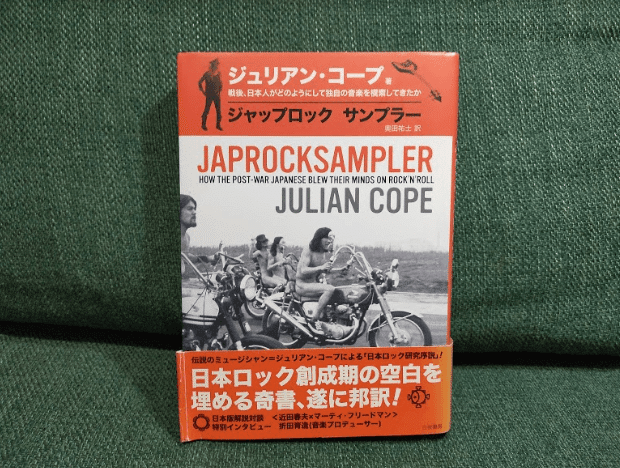 ジュリアン・コープ 著
戦後、日本人がどのようにして独自の音楽を模索してきたか
ジャップロック サンプラー
奥田祐士 訳
JAPROCKSAMPLER
HOW THE POST-WAR JAPANESE BLEW THEIR MINDS ON ROCK'N'ROLL
JULIAN COPE
伝説のミュージシャン=ジュリアン・コープによる「日本ロック研究序説」!
日本ロック創成期の空白を
埋める奇書、遂に邦訳!
日本版解説対談 <近田春夫×マーティ・フリードマン>
特別インタビュー 折田育造(音楽プロデューサー)